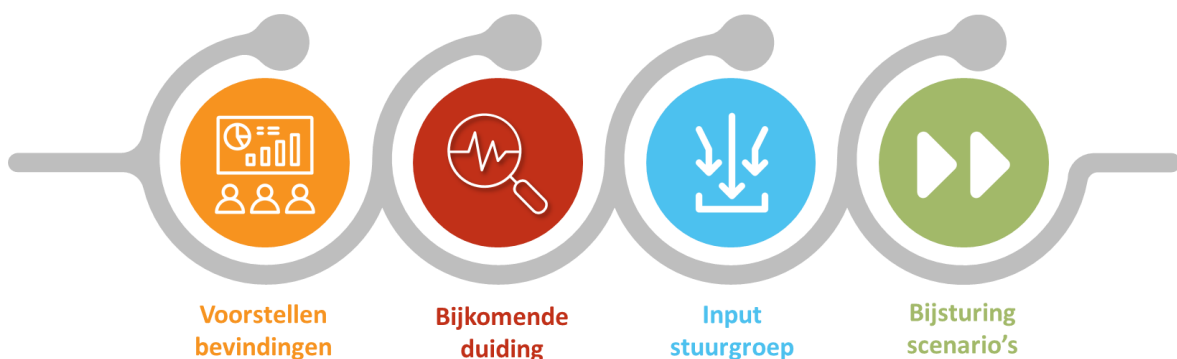 Voorstellen
bevindingen
Bijkomende
duiding
Input
stuurgroep
Bijsturing
scenario's